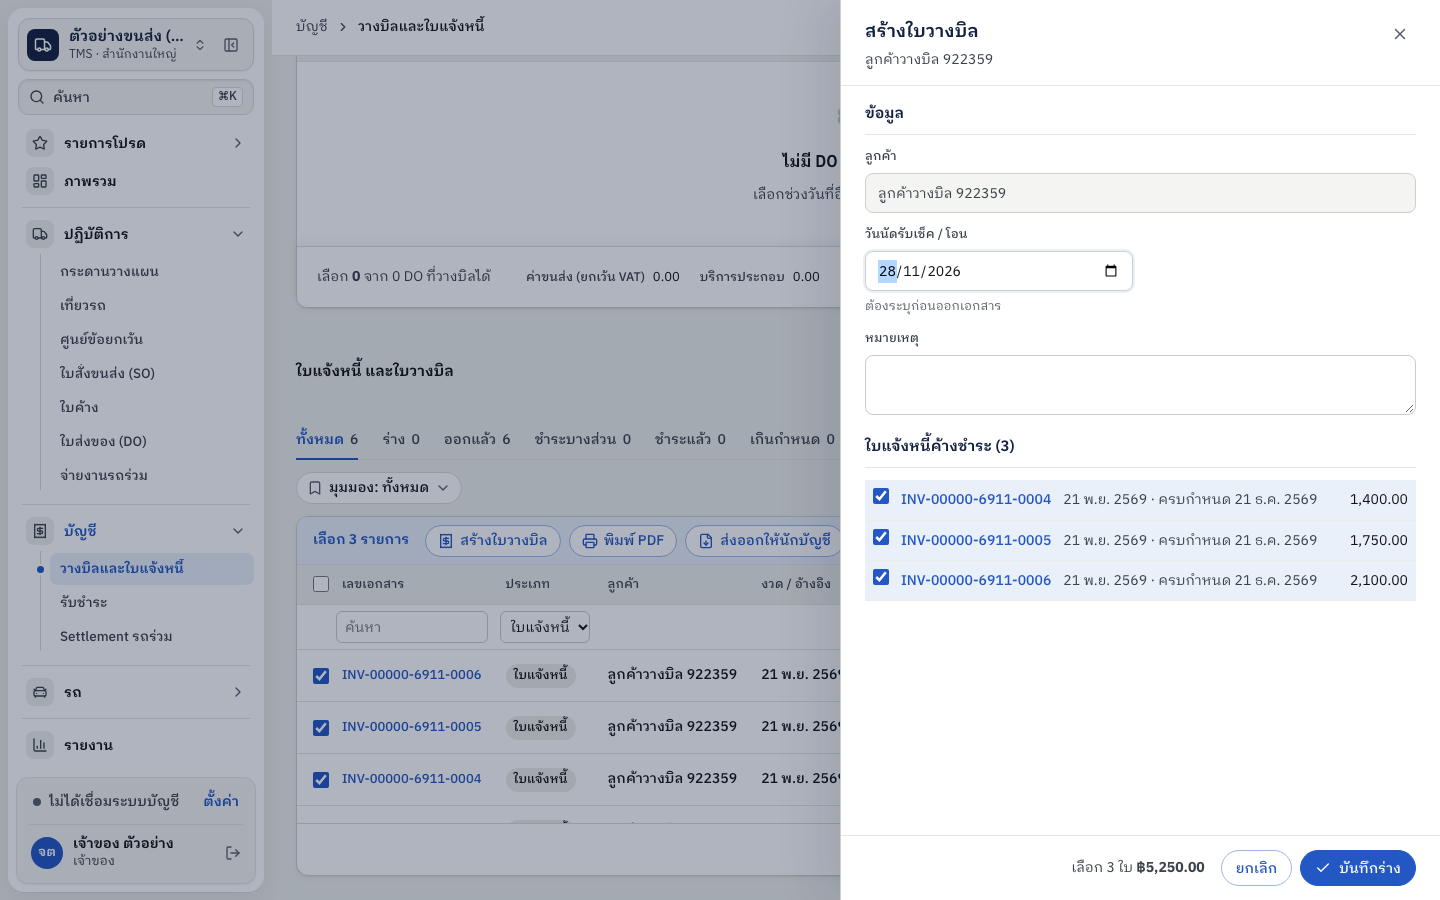 ตัวอย่างขนส่ง (...
TMS · สำนักงานใหญ่
ค้นหา ⌘K
รายการโปรด
ภาพรวม
ปฏิบัติการ
กระดานวางแผน
เที่ยวรถ
ศูนย์ข้อยกเว้น
ใบสั่งขนส่ง (SO)
ใบค้าง
ใบส่งของ (DO)
จ่ายงานรถร่วม
บัญชี
วางบิลและใบแจ้งหนี้
รับชำระ
Settlement รถร่วม
รถ
รายงาน
ไม่ได้เชื่อมระบบบัญชี ตั้งค่า
จต เจ้าของ ตัวอย่าง
เจ้าของ
บัญชี > วางบิลและใบแจ้งหนี้
ไม่มี DO
เลือกช่วงวันที่อื
เลือก 0 จาก 0 DO ที่วางบิลได้ ค่าขนส่ง (ยกเว้น VAT) 0.00 บริการประกอบ 0.00
ใบแจ้งหนี้ และใบวางบิล
ทั้งหมด 6 ร่าง 0 ออกแล้ว 6 ชำระบางส่วน 0 ชำระแล้ว 0 เกินกำหนด 0
มุมมอง: ทั้งหมด
เลือก 3 รายการ สร้างใบวางบิล พิมพ์ PDF ส่งออกให้นักบัญชี
เลขเอกสาร ประเภท ลูกค้า งวด / อ้างอิง
ค้นหา ใบแจ้งหนี้
INV-00000-6911-0006 ใบแจ้งหนี้ ลูกค้าวางบิล 922359 21 พ.ย. 2569
INV-00000-6911-0005 ใบแจ้งหนี้ ลูกค้าวางบิล 922359 21 พ.ย. 2569
INV-00000-6911-0004 ใบแจ้งหนี้ ลูกค้าวางบิล 922359 21 พ.ย. 2569
สร้างใบวางบิล
ลูกค้าวางบิล 922359
ข้อมูล
ลูกค้า
ลูกค้าวางบิล 922359
วันนัดรับเช็ค / โอน
28/11/2026
ต้องระบุก่อนออกเอกสาร
หมายเหตุ
ใบแจ้งหนี้ค้างชำระ (3)
INV-00000-6911-0004 21 พ.ย. 2569 · ครบกำหนด 21 ธ.ค. 2569 1,400.00
INV-00000-6911-0005 21 พ.ย. 2569 · ครบกำหนด 21 ธ.ค. 2569 1,750.00
INV-00000-6911-0006 21 พ.ย. 2569 · ครบกำหนด 21 ธ.ค. 2569 2,100.00
เลือก 3 ใบ ฿5,250.00 ยกเลิก บันทึกร่าง